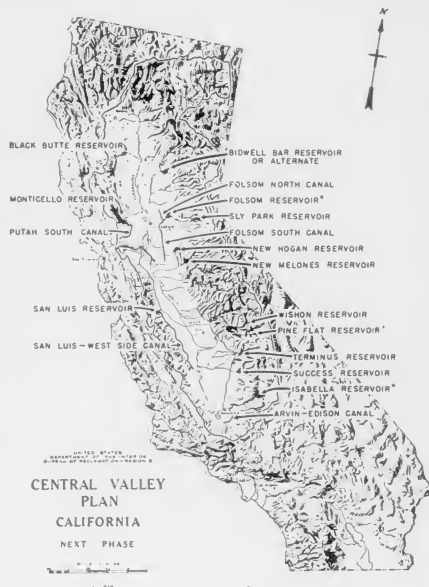 N
BLACK BUTTE RESERVOIR
BIDWELL BAR RESERVOIR
OR ALTERNATE
FOLSOM NORTH CANAL
MONTICELLO RESERVOIR
FOLSOM RESERVOIR*
SLY PARK RESERVOIR
PUTAH SOUTH CANAL
FOLSOM SOUTH CANAL
NEW HOGAN RESERVOIR
NEW MELONES RESERVOIR
SAN LUIS RESERVOIR
WISHON RESERVOIR
PINE FLAT RESERVOIR*
SAN LUIS—WEST SIDE CANAL
TERMINUS RESERVOIR
SUCCESS RESERVOIR
ISABELLA RESERVOIR*
ARVIN-EDISON CANAL
UNITED STATES
DEPARTMENT OF THE INTERIOR
BUREAU OF RECLAMATION—REGION 2
CENTRAL VALLEY
PLAN
CALIFORNIA
NEXT PHASE